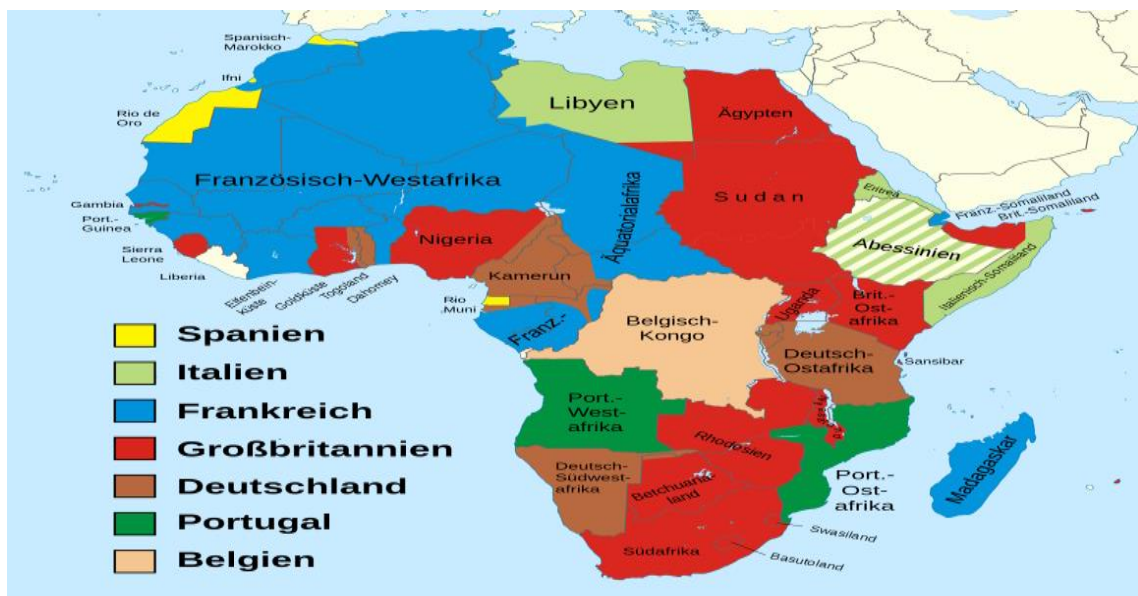 Spanisch-
Marokko
Ifni
Rio de
Oro
Libyen
Ägypten
Französisch-Westafrika
Äquatorialafrika
Sudan
Eritrea
Franz.-Somaliland
Brit.-Somaliland
Gambia
Port.-
Guinea
Sierra
Leone
Liberia
Elfenbein-
küste
Goldküste
Togoland
Dahomey
Nigeria
Kamerun
Abessinien
Italienisch-Somaliland
Rio
Muni
Franz.-
Belgisch-
Kongo
Uganda
Brit.-
Ost-
afrika
Deutsch-
Ostafrika
Sansibar
Spanien
Italien
Frankreich
Großbritannien
Deutschland
Portugal
Belgien
Port.-
West-
afrika
Rhodosien
Deutsch-
Südwest-
afrika
Betchuana-
land
Port.-
Ost-
afrika
Madagaskar
Südafrika
Swasiland
Basutoland